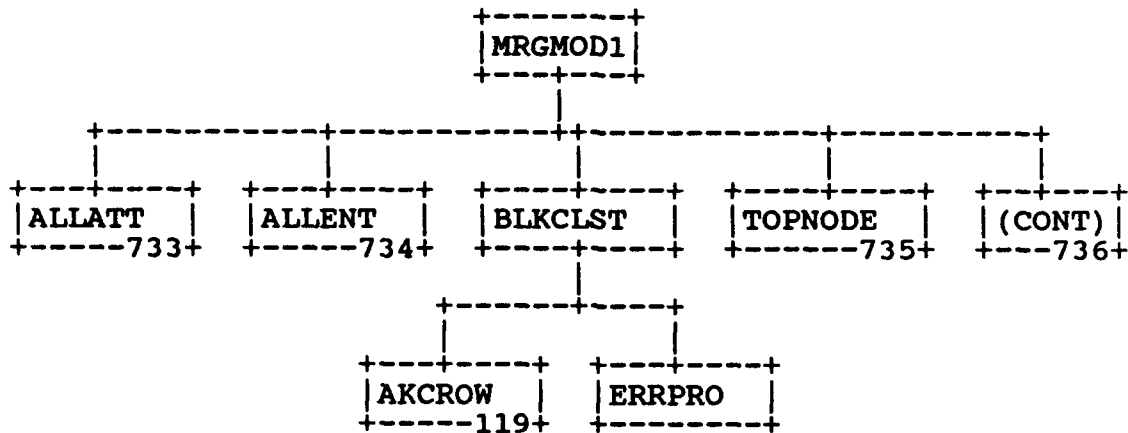 MRGMOD1
ALLATT ALLENT BLKCLST TOPNODE (CONT)
733 734 735 736
AKCROW ERRPRO
119